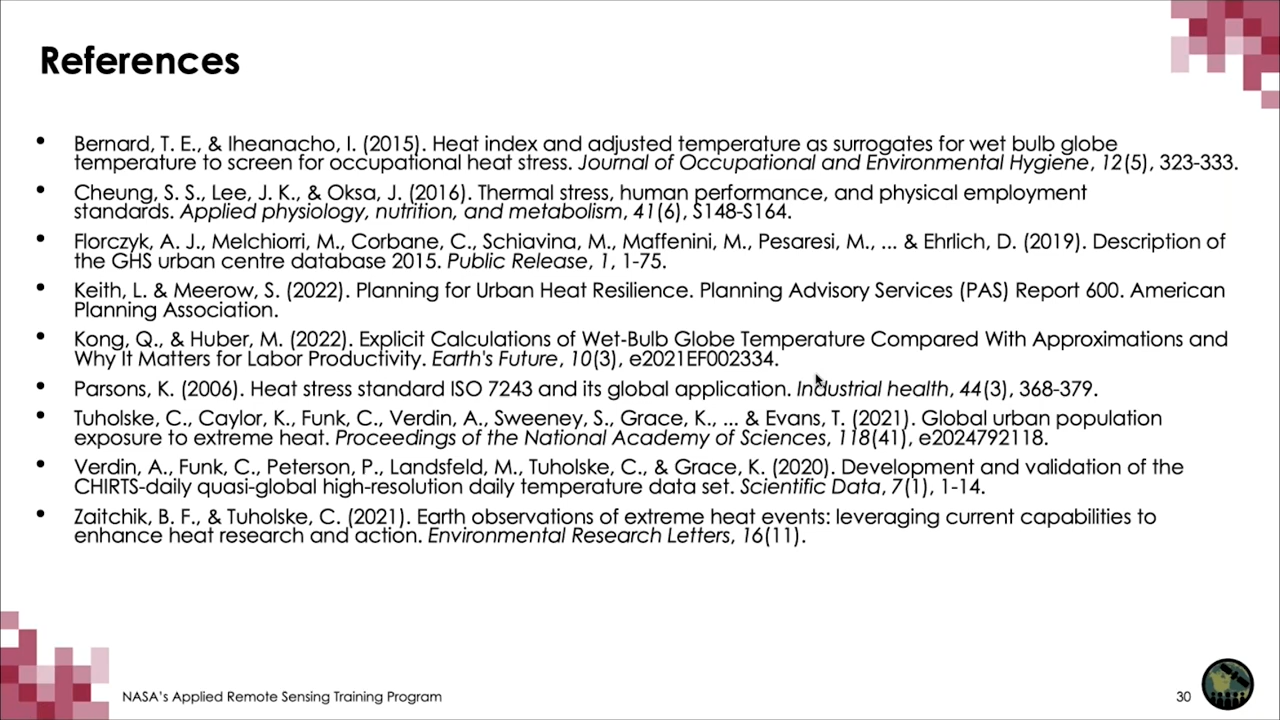 References
• Bernard, T. E., & Iheanacho, I. (2015). Heat index and adjusted temperature as surrogates for wet bulb globe
temperature to screen for occupational heat stress. Journal of Occupational and Environmental Hygiene, 12(5), 323-333.
• Cheung, S. S., Lee, J. K., & Oksa, J. (2016). Thermal stress, human performance, and physical employment
standards. Applied physiology, nutrition, and metabolism, 41(6), S148-S164.
• Florczyk, A. J., Melchiorri, M., Corbane, C., Schiavina, M., Maffenini, M., Pesaresi, M., ... & Ehrlich, D. (2019). Description of
the GHS urban centre database 2015. Public Release, 1, 1-75.
• Keith, L. & Meerow, S. (2022). Planning for Urban Heat Resilience. Planning Advisory Services (PAS) Report 600. American
Planning Association.
• Kong, Q., & Huber, M. (2022). Explicit Calculations of Wet-Bulb Globe Temperature Compared With Approximations and
Why It Matters for Labor Productivity. Earth's Future, 10(3), e2021EF002334.
• Parsons, K. (2006). Heat stress standard ISO 7243 and its global application. Industrial health, 44(3), 368-379.
• Tuholske, C., Caylor, K., Funk, C., Verdin, A., Sweeney, S., Grace, K., ... & Evans, T. (2021). Global urban population
exposure to extreme heat. Proceedings of the National Academy of Sciences, 118(41), e2024792118.
• Verdin, A., Funk, C., Peterson, P., Landsfeld, M., Tuholske, C., & Grace, K. (2020). Development and validation of the
CHIRTS-daily quasi-global high-resolution daily temperature data set. Scientific Data, 7(1), 1-14.
• Zaitchik, B. F., & Tuholske, C. (2021). Earth observations of extreme heat events: leveraging current capabilities to
enhance heat research and action. Environmental Research Letters, 16(11).
NASA's Applied Remote Sensing Training Program
30